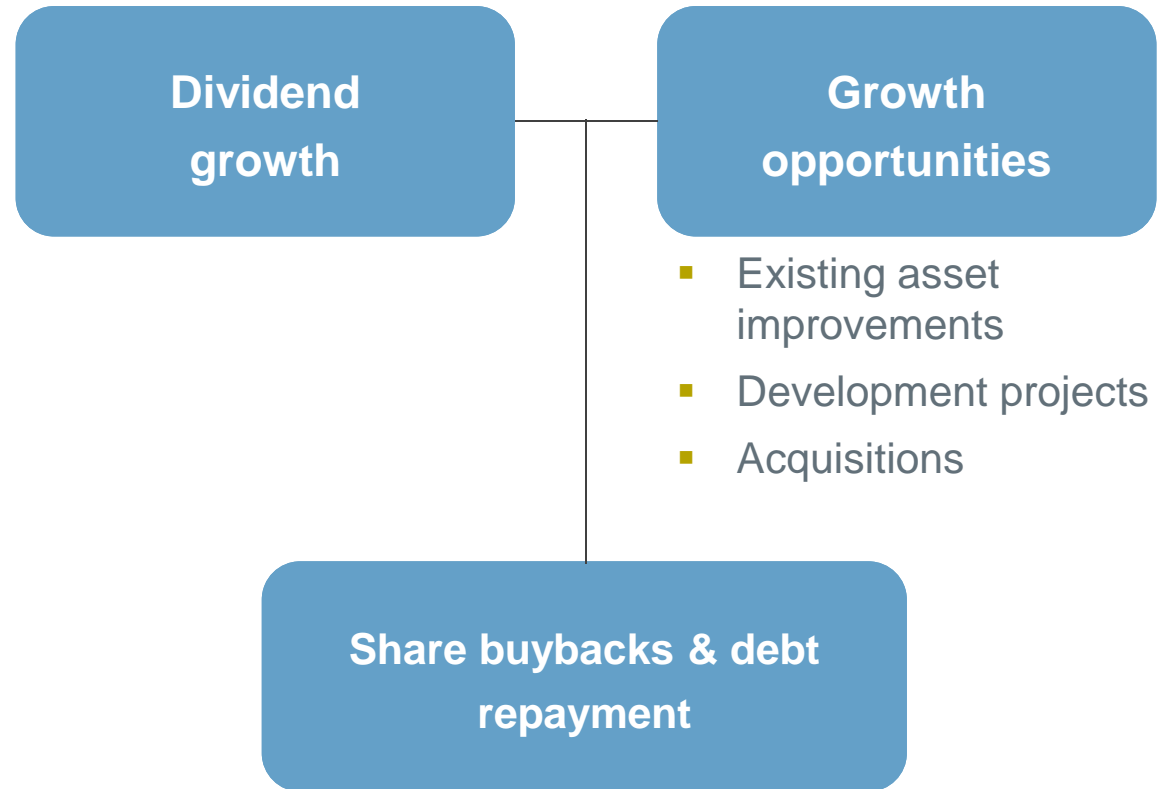 Dividend
growth
Growth
opportunities
▪ Existing asset
improvements
▪ Development projects
▪ Acquisitions
Share buybacks & debt
repayment